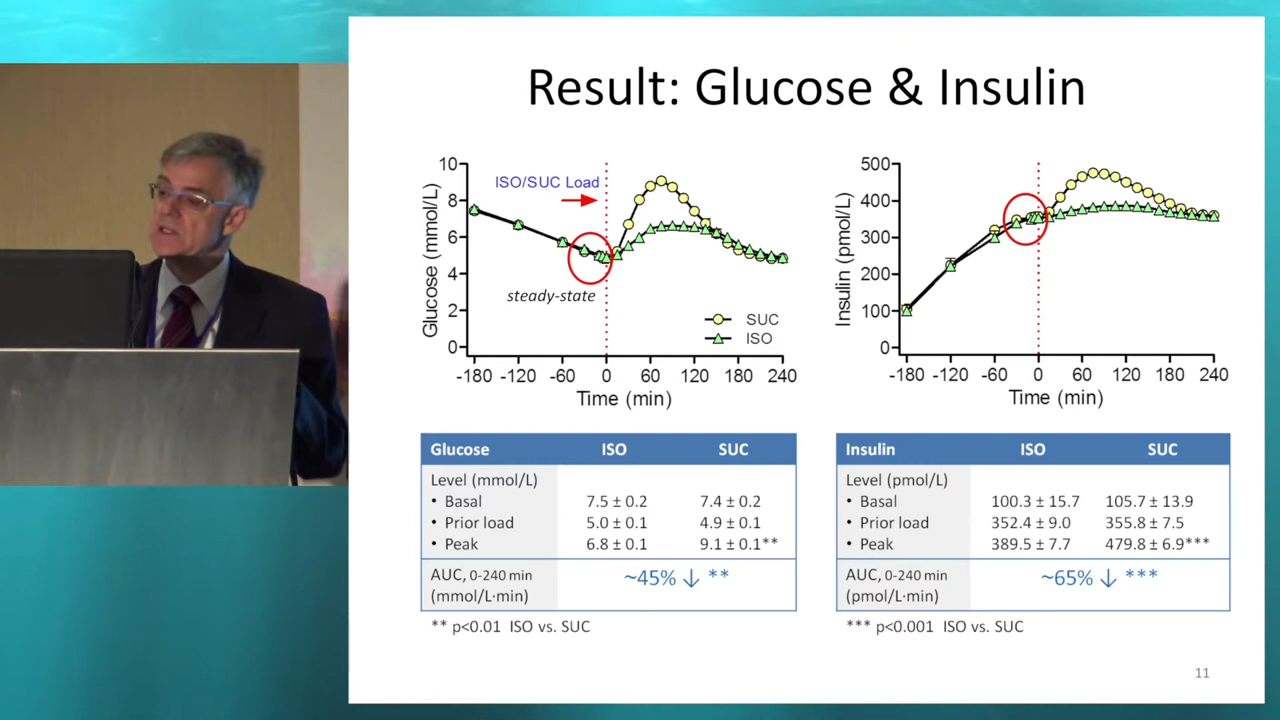 Result: Glucose & Insulin
10
8
6
4
2
0
Glucose (mmol/L)
ISO/SUC Load
steady-state
SUC
ISO
-180 -120 -60 0 60 120 180 240
Time (min)
500
400
300
200
100
0
Insulin (pmol/L)
-180 -120 -60 0 60 120 180 240
Time (min)
Glucose ISO SUC
Level (mmol/L)
• Basal 7.5 ± 0.2 7.4 ± 0.2
• Prior load 5.0 ± 0.1 4.9 ± 0.1
• Peak 6.8 ± 0.1 9.1 ± 0.1**
AUC, 0-240 min ~45% ↓ **
(mmol/L·min)
** p<0.01 ISO vs. SUC
Insulin ISO SUC
Level (pmol/L)
• Basal 100.3 ± 15.7 105.7 ± 13.9
• Prior load 352.4 ± 9.0 355.8 ± 7.5
• Peak 389.5 ± 7.7 479.8 ± 6.9***
AUC, 0-240 min ~65% ↓ ***
(pmol/L·min)
*** p<0.001 ISO vs. SUC
11